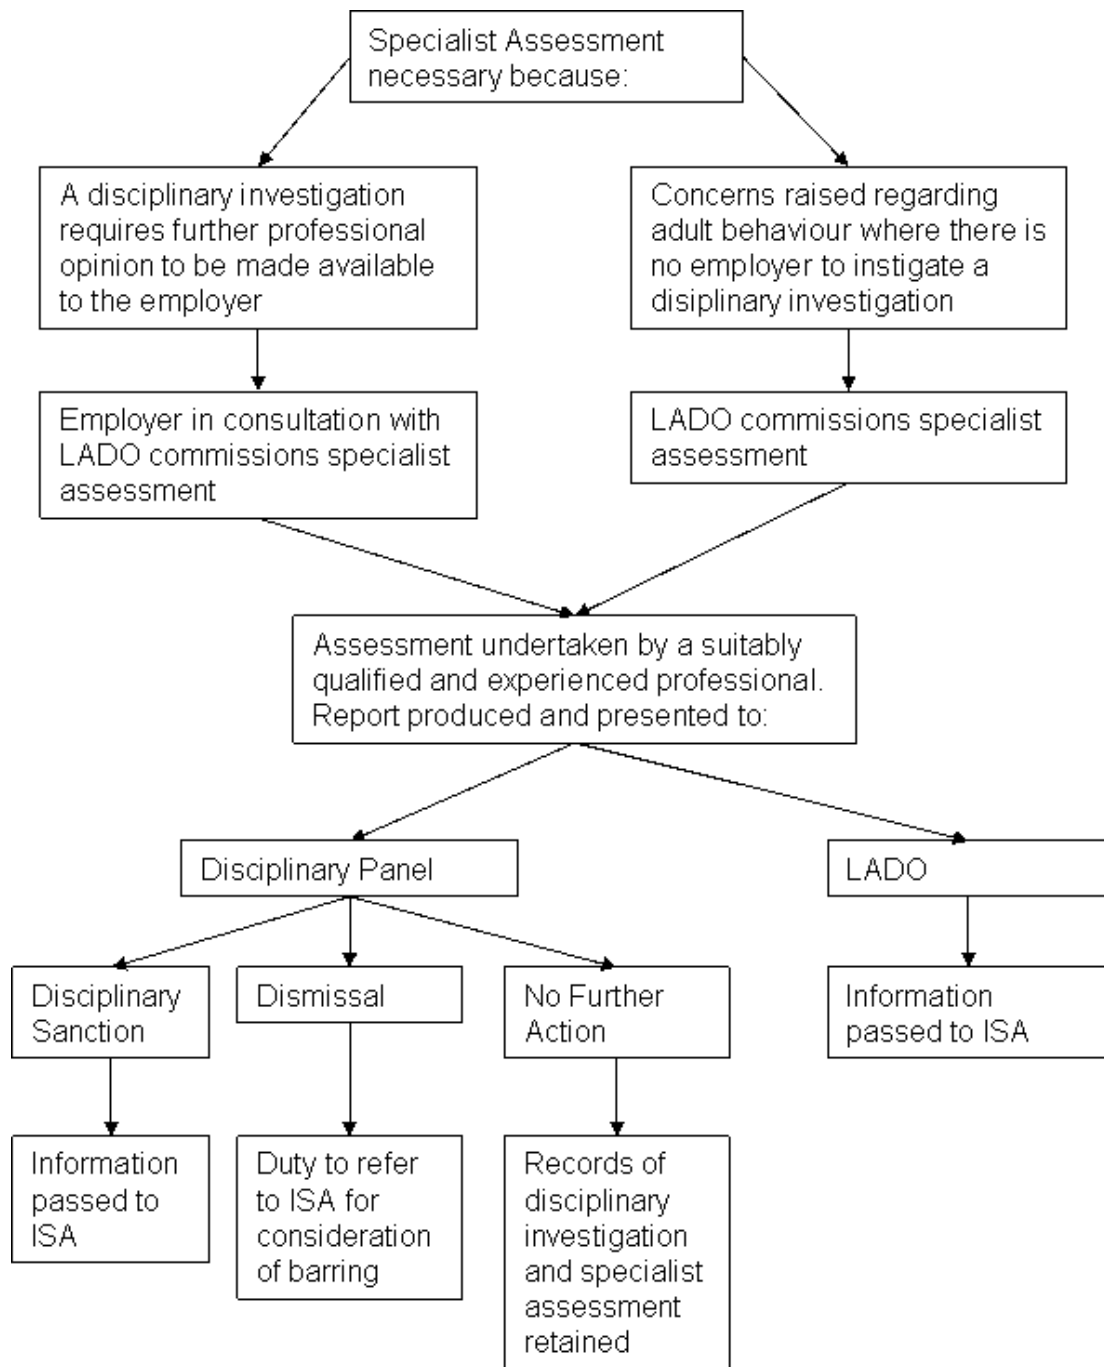 Specialist Assessment
necessary because:
A disciplinary investigation
requires further professional
opinion to be made available
to the employer
Concerns raised regarding
adult behaviour where there is
no employer to instigate a
disiplinary investigation
Employer in consultation with
LADO commissions specialist
assessment
LADO commissions specialist
assessment
Assessment undertaken by a suitably
qualified and experienced professional.
Report produced and presented to:
Disciplinary Panel
LADO
Disciplinary
Sanction
Dismissal
No Further
Action
Information
passed to ISA
Information
passed to
ISA
Duty to refer
to ISA for
consideration
of barring
Records of
disciplinary
investigation
and specialist
assessment
retained